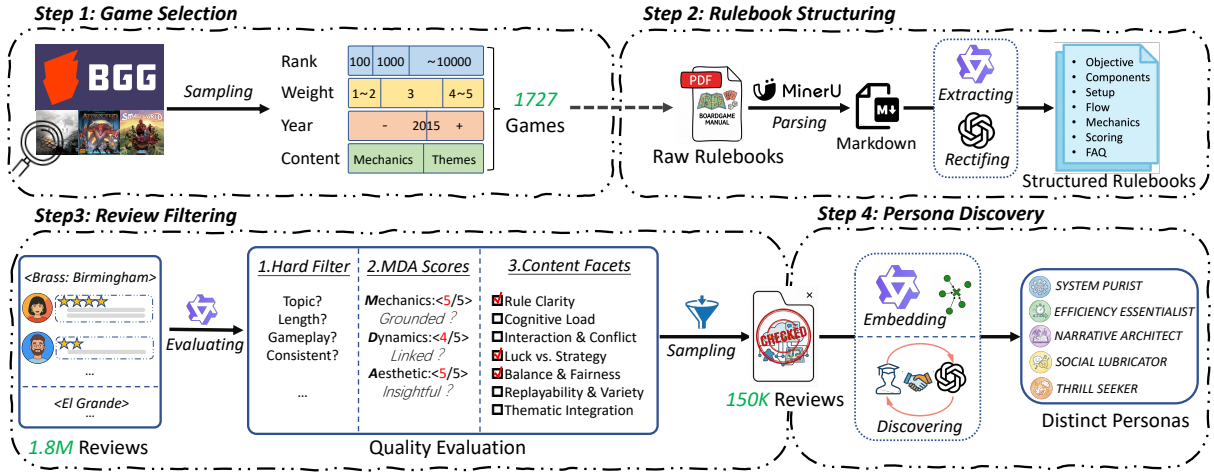 Step 1: Game Selection
BGG
Sampling
Rank
100 1000 ~10000
Weight
1~2 3 4~5
Year
- 2015 +
Content
Mechanics Themes
1727
Games
Step 2: Rulebook Structuring
PDF
BOARDGAME
MANUAL
Raw Rulebooks
MinerU
Parsing
M
Markdown
Extracting
Rectifing
• Objective
• Components
• Setup
• Flow
• Mechanics
• Scoring
• FAQ
Structured Rulebooks
Step3: Review Filtering
<Brass: Birmingham>
...
<El Grande>
...
1.8M Reviews
Evaluating
1.Hard Filter
Topic?
Length?
Gameplay?
Consistent?
...
2.MDA Scores
Mechanics:<5/5>
Grounded ?
Dynamics:<4/5>
Linked ?
Aesthetic:<5/5>
Insightful ?
3.Content Facets
Rule Clarity
Cognitive Load
Interaction & Conflict
Luck vs. Strategy
Balance & Fairness
Replayability & Variety
Thematic Integration
Quality Evaluation
Sampling
CHECKED
150K Reviews
Step 4: Persona Discovery
Embedding
Discovering
SYSTEM PURIST
EFFICIENCY ESSENTIALIST
NARRATIVE ARCHITECT
SOCIAL LUBRICATOR
THRILL SEEKER
Distinct Personas